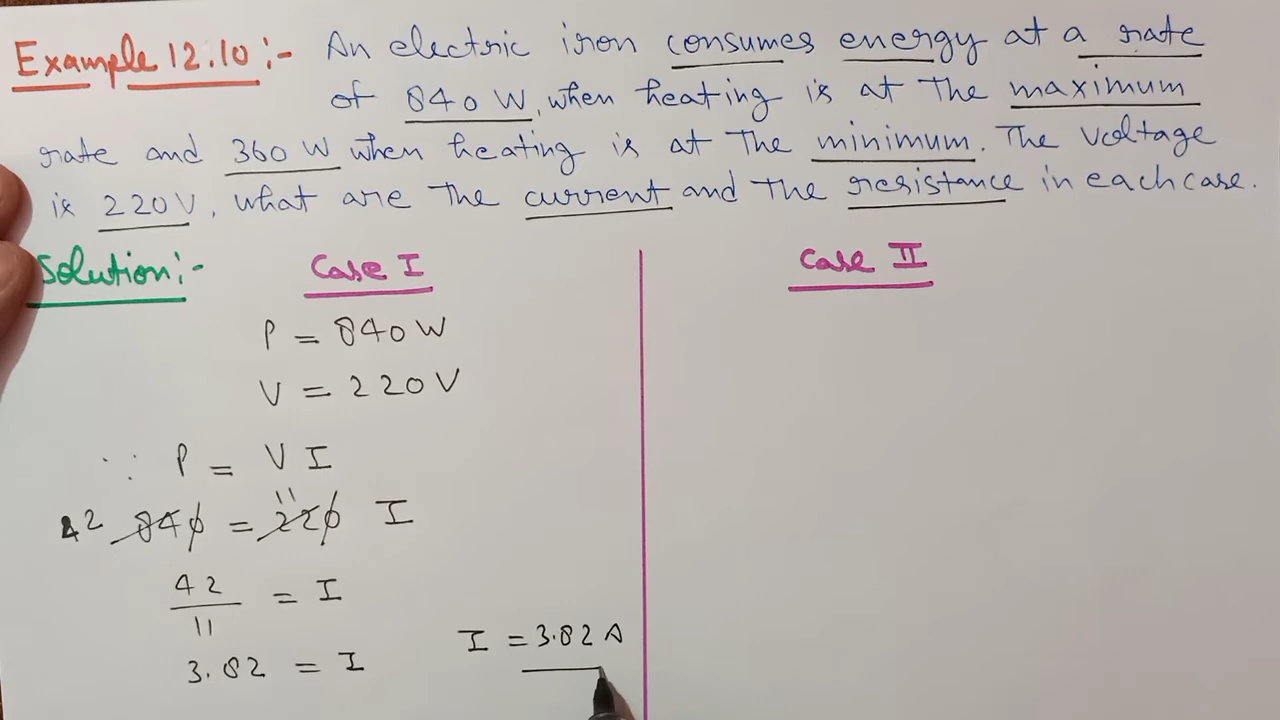 Example 12.10 :- An electric iron consumes energy at a rate
of 840 W, when heating is at the maximum
rate and 360 W when heating is at the minimum. The voltage
is 220V, what are the current and the resistance in each case.
Solution:-
Case I
P = 840 W
V = 220 V
∵ P = V I
42 840 = 220 I
11
42/11 = I
3.82 = I
I = 3.82 A
Case II